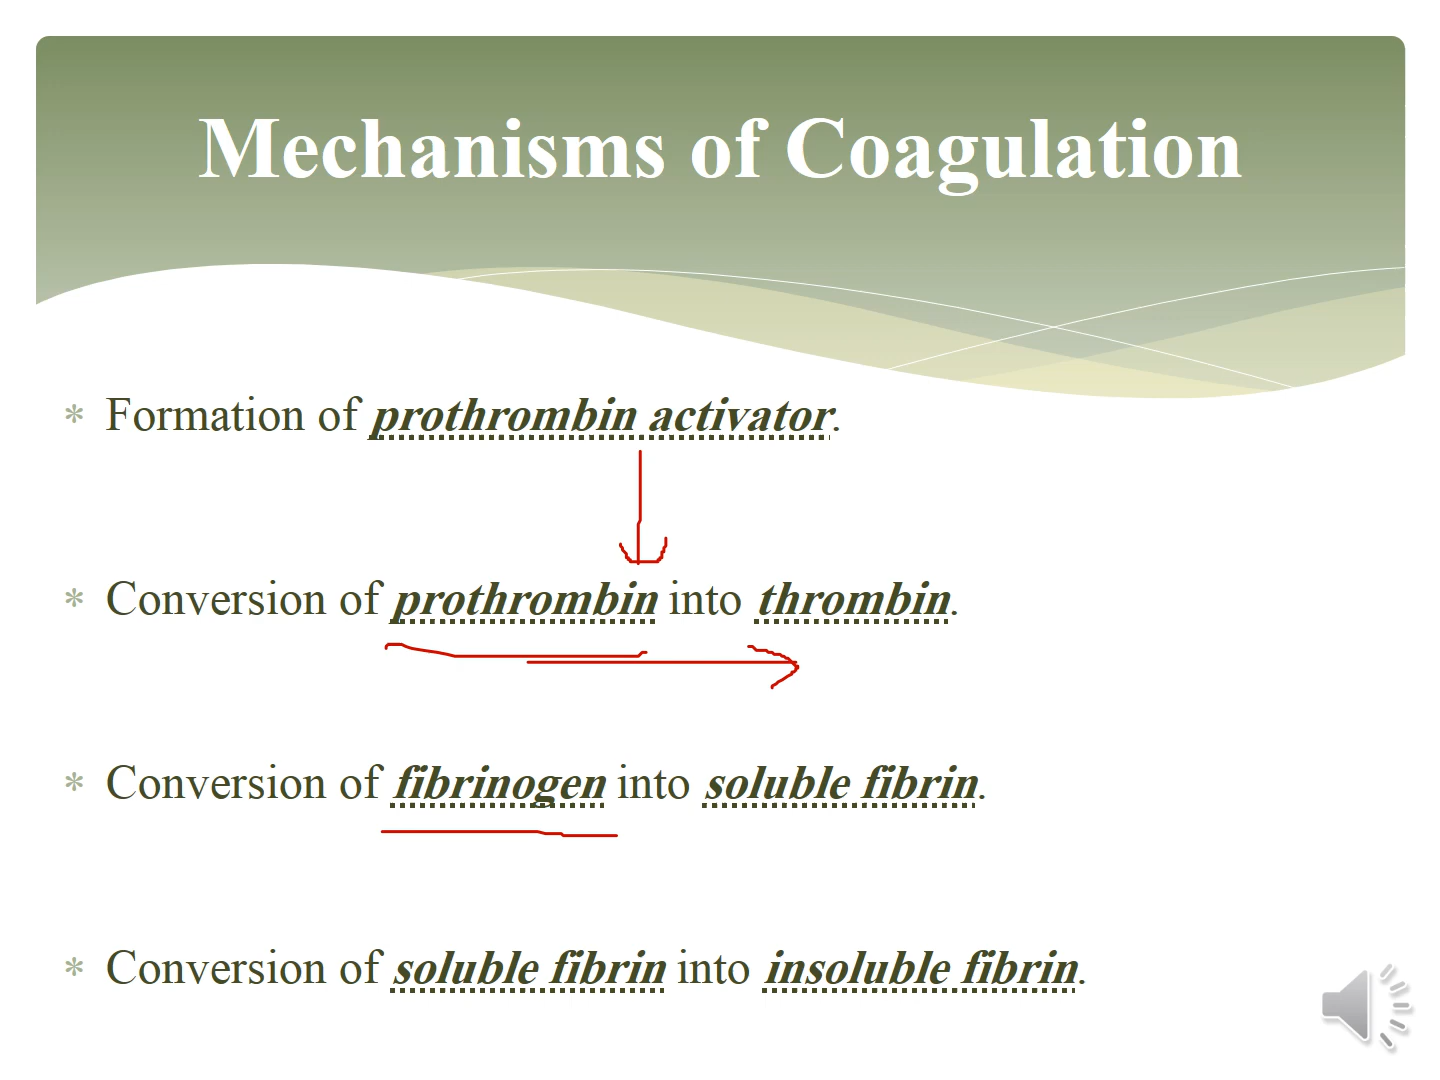 Mechanisms of Coagulation
* Formation of prothrombin activator.
* Conversion of prothrombin into thrombin.
* Conversion of fibrinogen into soluble fibrin.
* Conversion of soluble fibrin into insoluble fibrin.